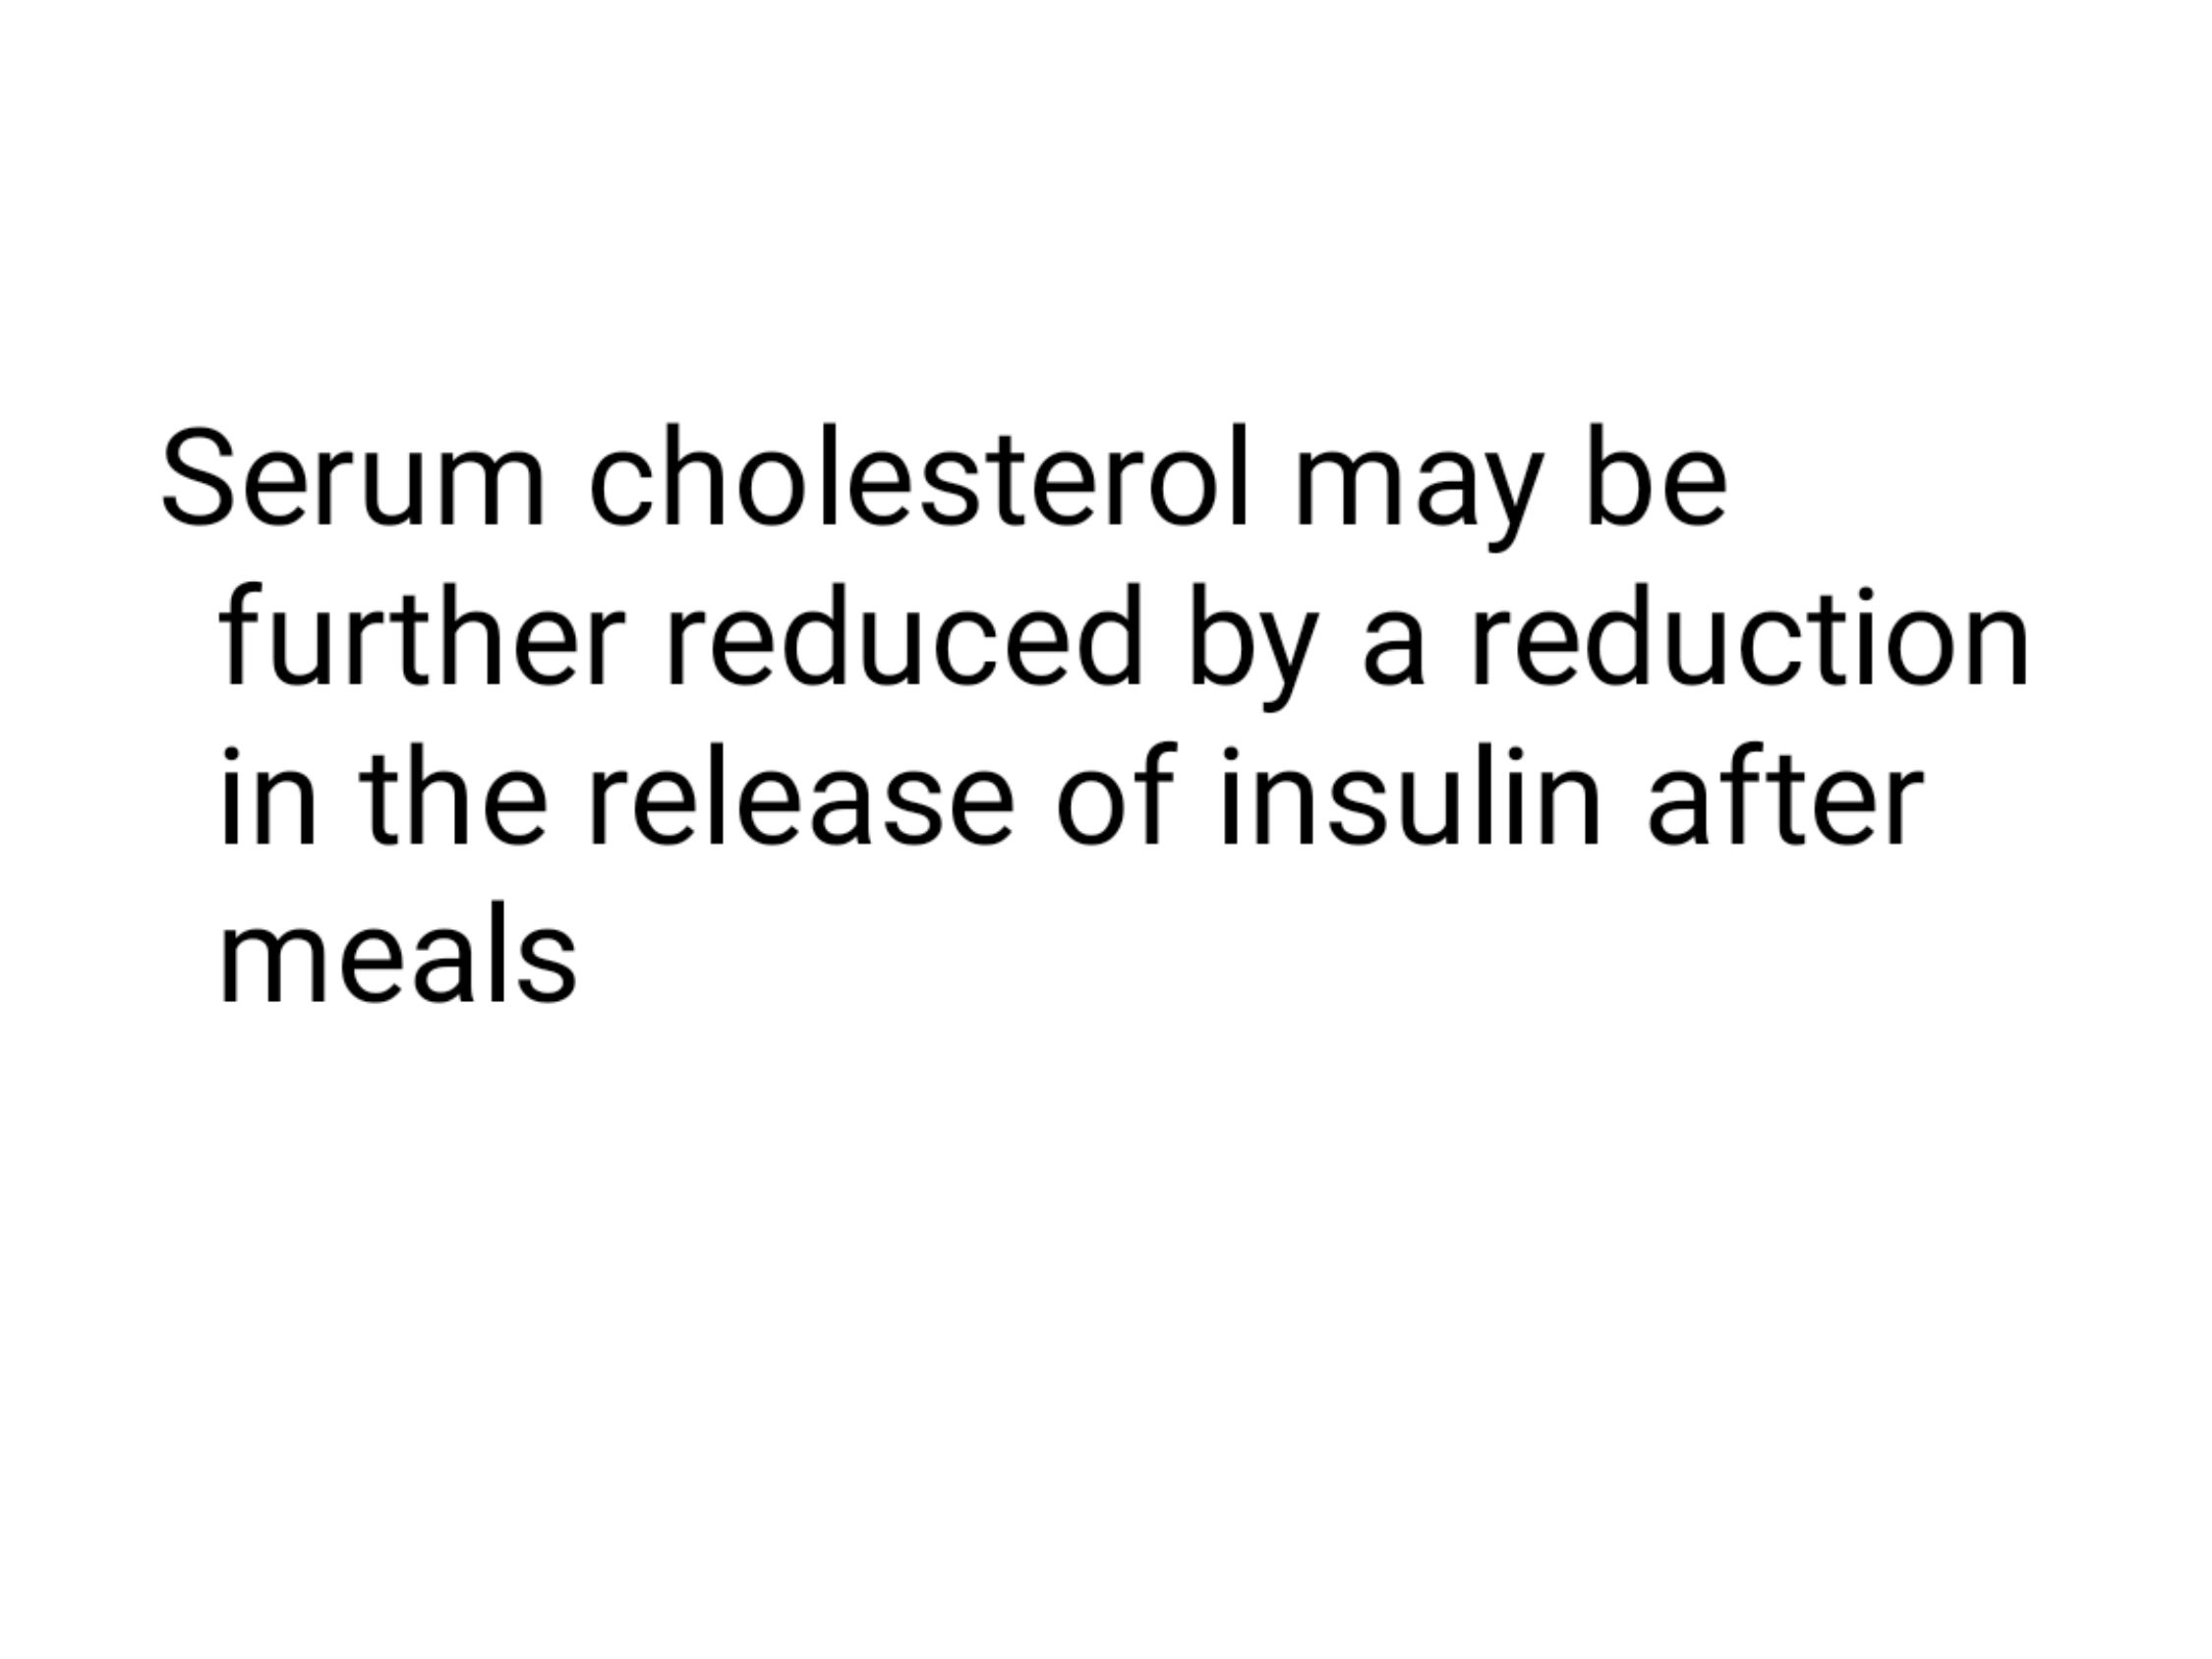 Serum cholesterol may be
further reduced by a reduction
in the release of insulin after
meals